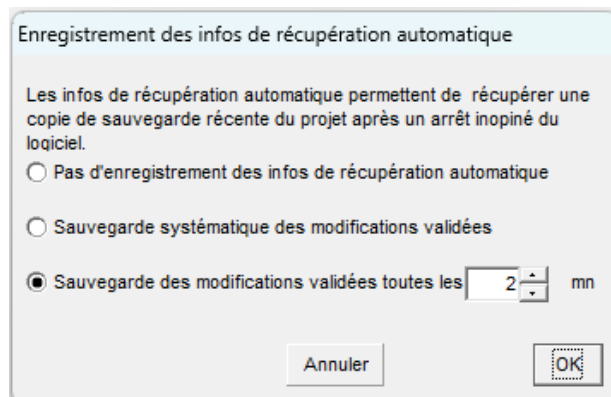 Enregistrement des infos de récupération automatique
Les infos de récupération automatique permettent de récupérer une
copie de sauvegarde récente du projet après un arrêt inopiné du
logiciel.
Pas d'enregistrement des infos de récupération automatique
Sauvegarde systématique des modifications validées
Sauvegarde des modifications validées toutes les 2 mn
Annuler OK